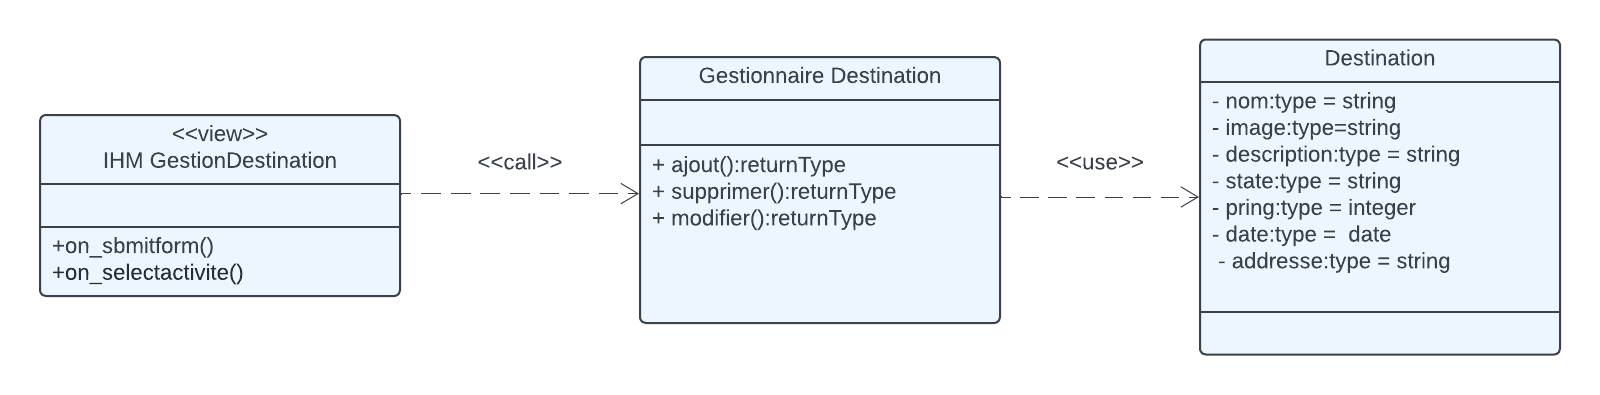 <<view>>
IHM GestionDestination
+on_sbmitform()
+on_selectactivite()
<<call>>
Gestionnaire Destination
+ ajout():returnType
+ supprimer():returnType
+ modifier():returnType
<<use>>
Destination
- nom:type = string
- image:type=string
- description:type = string
- state:type = string
- pring:type = integer
- date:type =  date
- addresse:type = string